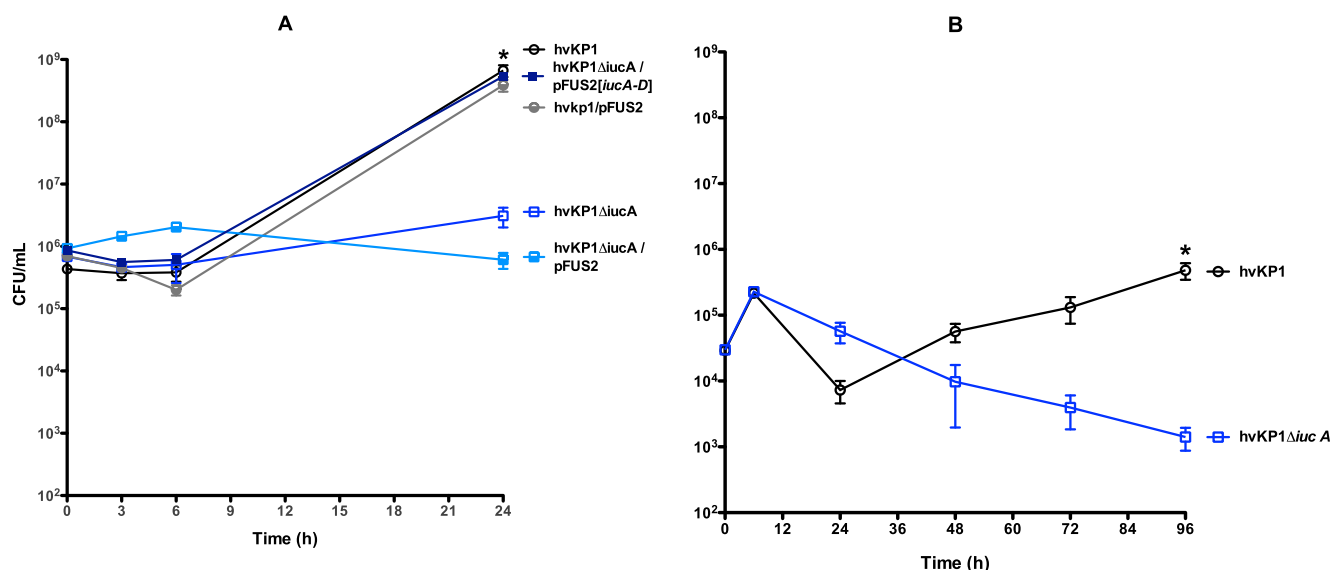 A
CFU/mL
10⁹
10⁸
10⁷
10⁶
10⁵
10⁴
10³
10²
0 3 6 9 12 15 18 21 24
Time (h)
*
hvKP1
hvKP1ΔiucA /
pFUS2[iucA-D]
hvkp1/pFUS2
hvKP1ΔiucA
hvKP1ΔiucA /
pFUS2
B
10⁹
10⁸
10⁷
10⁶
10⁵
10⁴
10³
10²
0 12 24 36 48 60 72 84 96
Time (h)
*
hvKP1
hvKP1Δiuc A